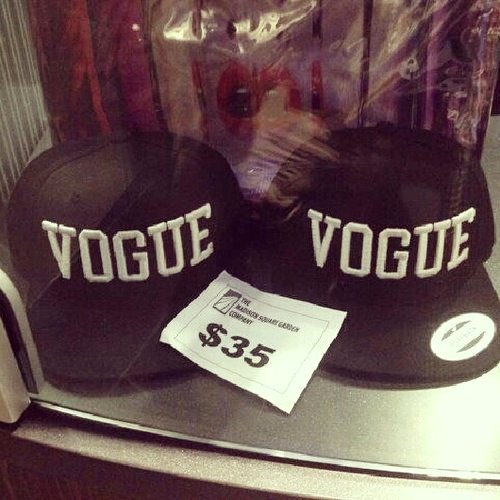 VOGUE
VOGUE
THE
MADISON SQUARE GARDEN
COMPANY
$35